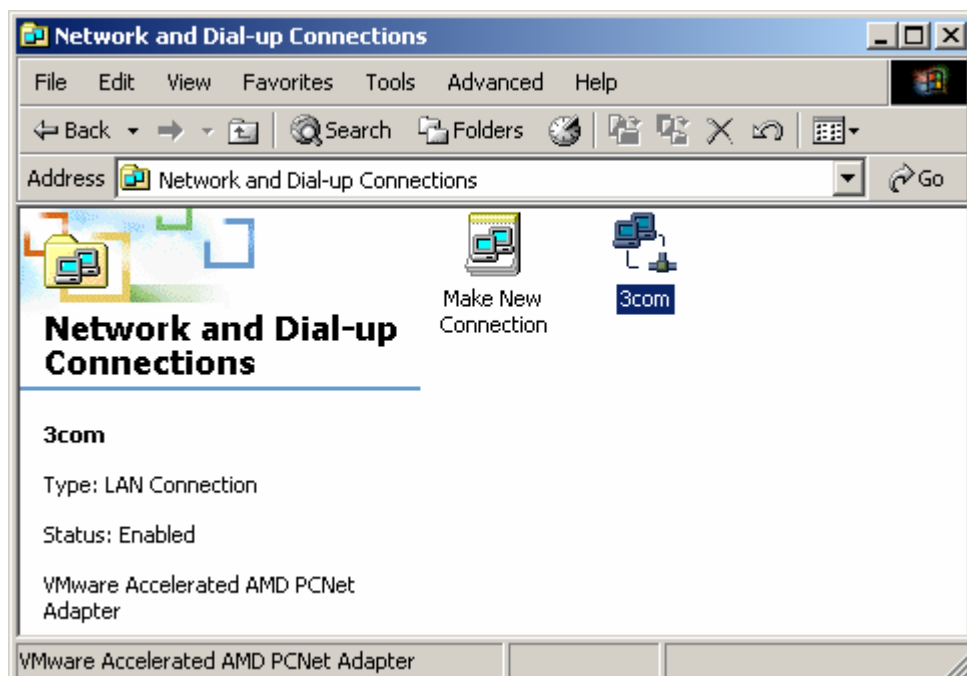 Network and Dial-up Connections
File Edit View Favorites Tools Advanced Help
Back Search Folders
Address Network and Dial-up Connections Go
Make New
Connection
3com
Network and Dial-up
Connections
3com
Type: LAN Connection
Status: Enabled
VMware Accelerated AMD PCNet
Adapter
VMware Accelerated AMD PCNet Adapter